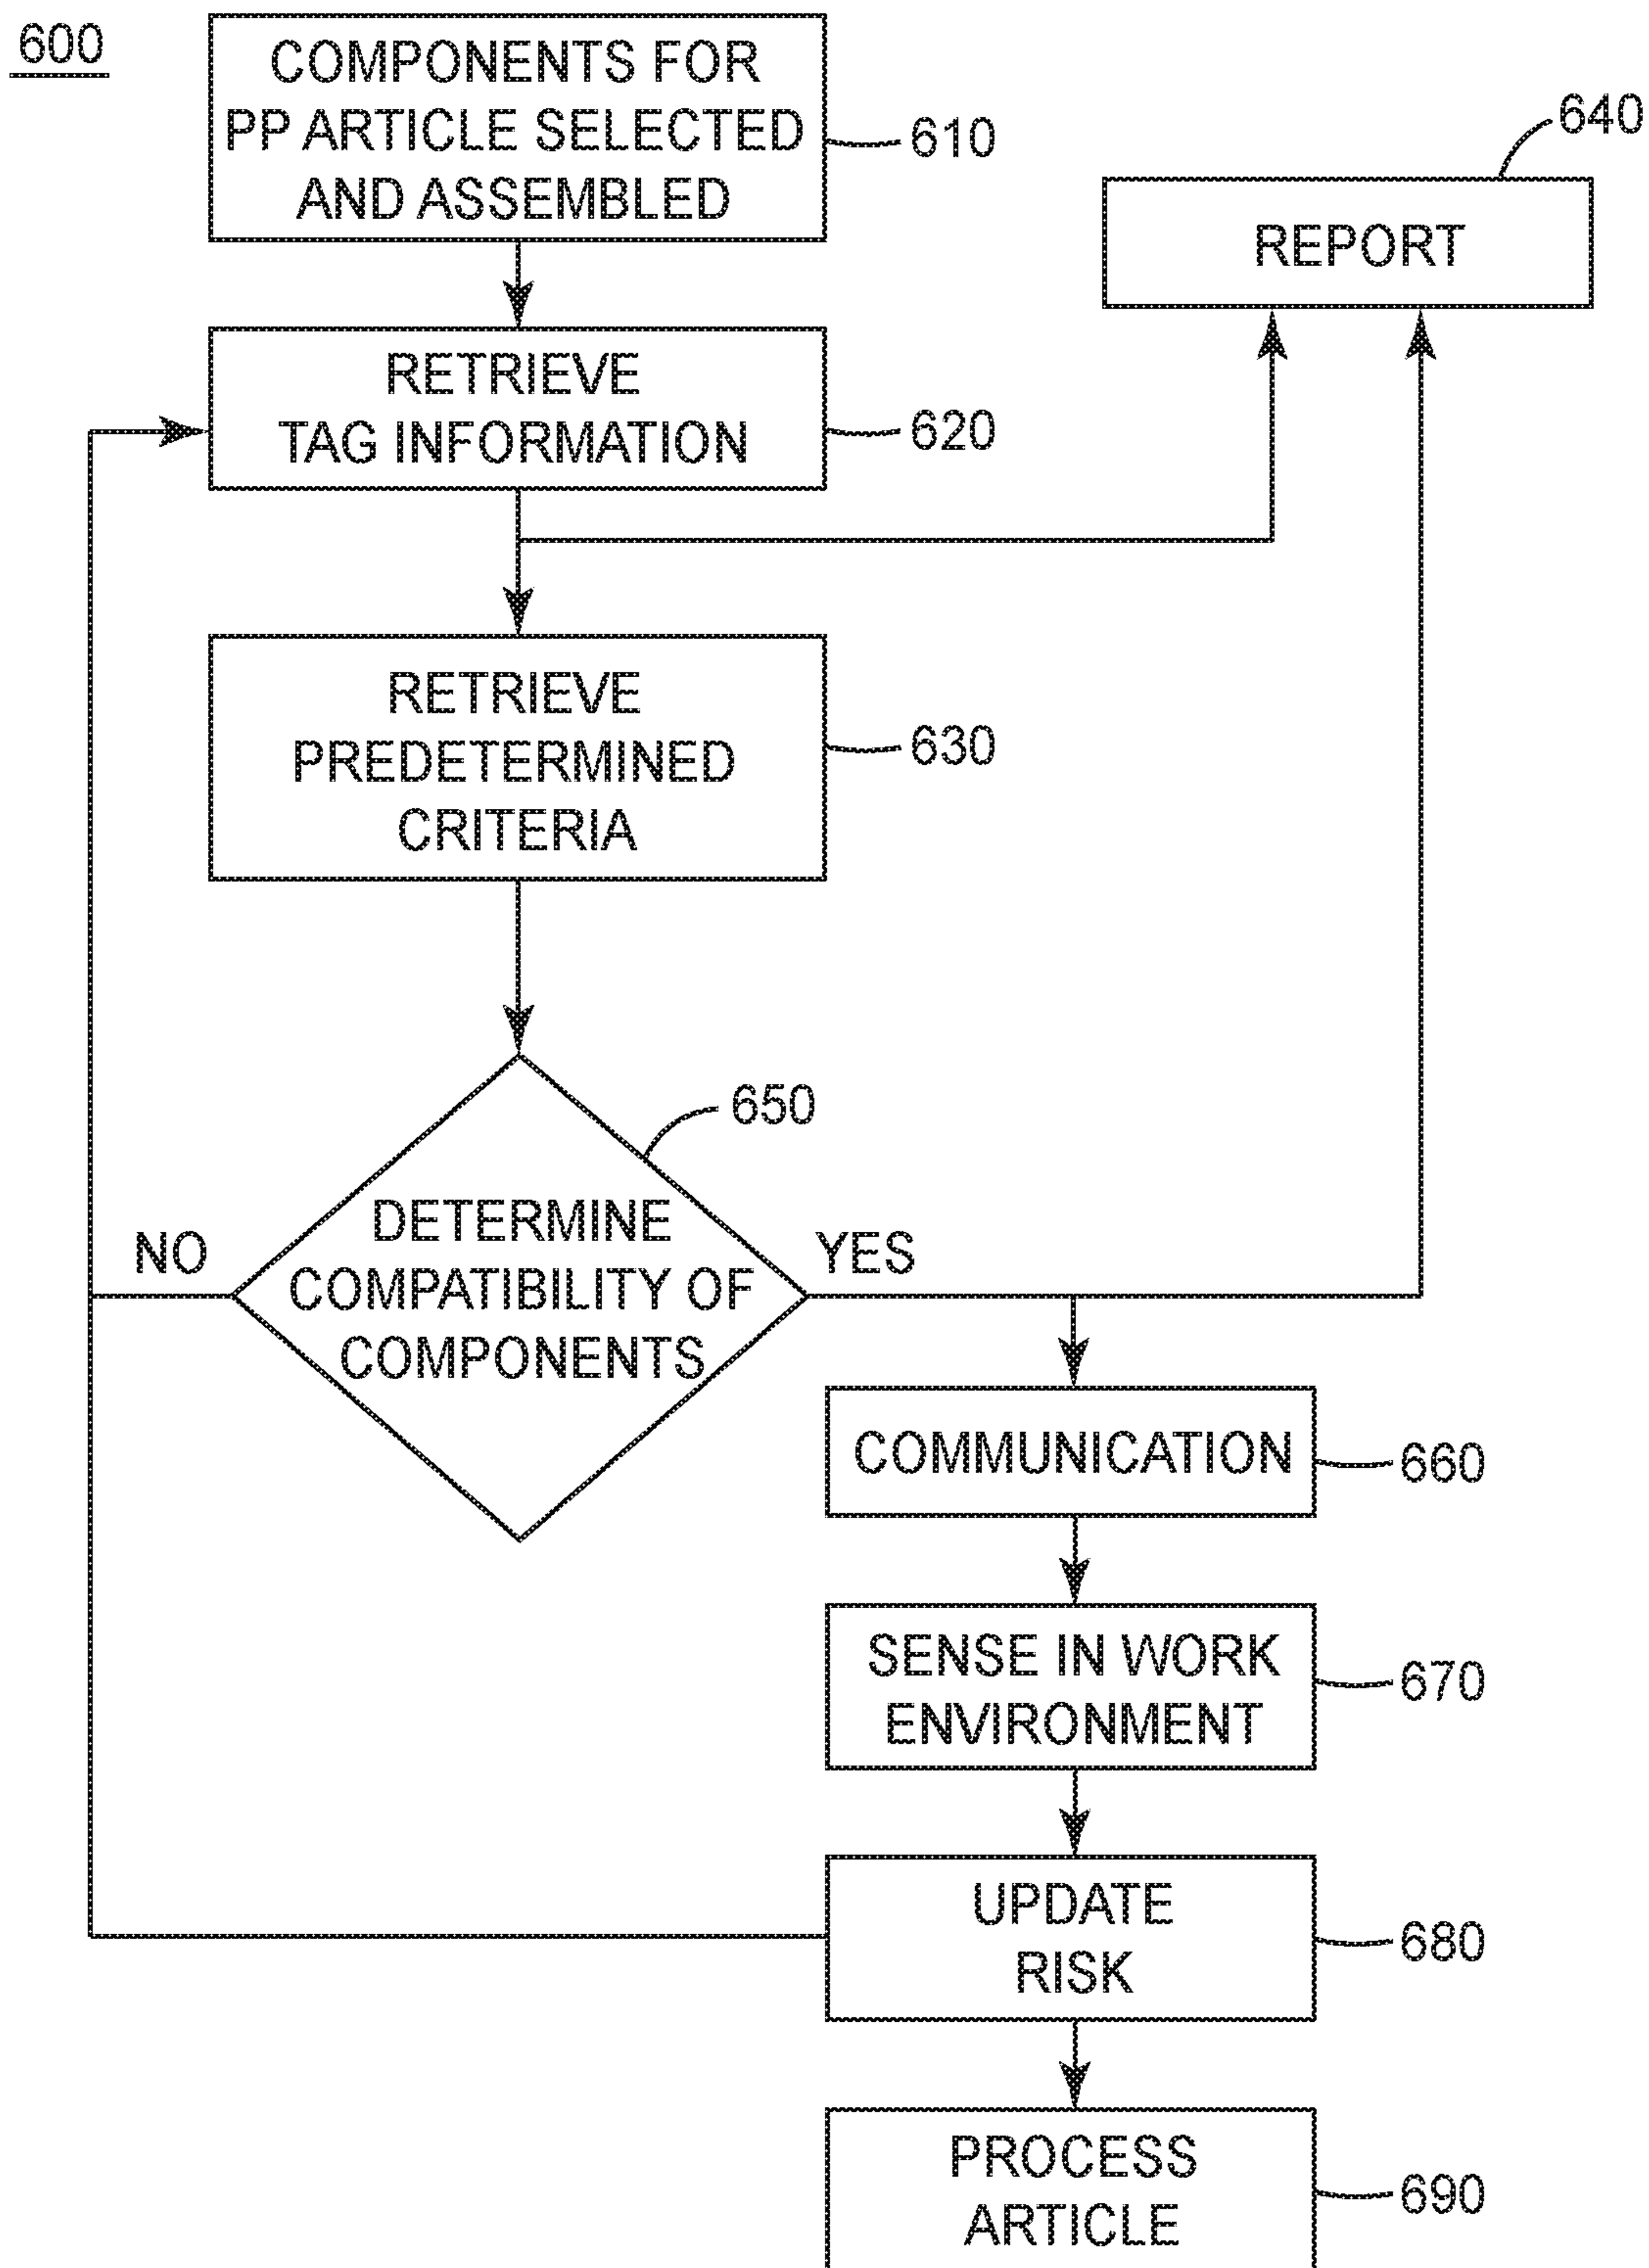 600
COMPONENTS FOR
PP ARTICLE SELECTED
AND ASSEMBLED
610
640
REPORT
RETRIEVE
TAG INFORMATION
620
RETRIEVE
PREDETERMINED
CRITERIA
630
650
DETERMINE
COMPATIBILITY OF
COMPONENTS
NO
YES
COMMUNICATION
660
SENSE IN WORK
ENVIRONMENT
670
UPDATE
RISK
680
PROCESS
ARTICLE
690